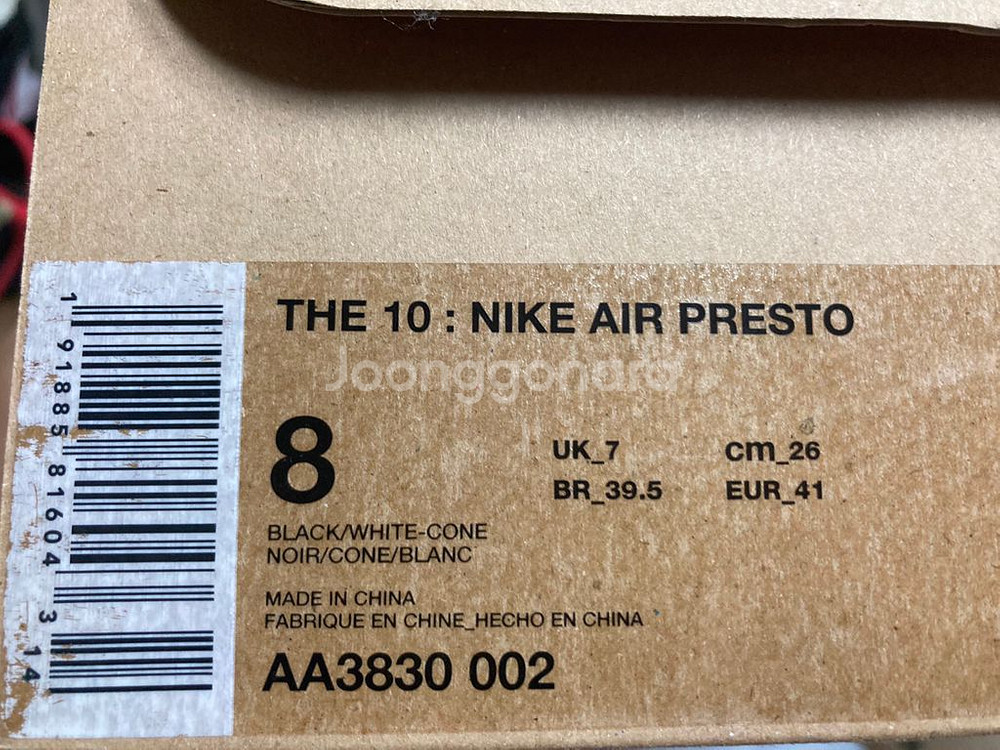 THE 10 : NIKE AIR PRESTO
Joonggonara
8
UK_7 cm_26
BR_39.5 EUR_41
BLACK/WHITE-CONE
NOIR/CONE/BLANC
MADE IN CHINA
FABRIQUE EN CHINE_HECHO EN CHINA
AA3830 002
1 91885 81604 3 14